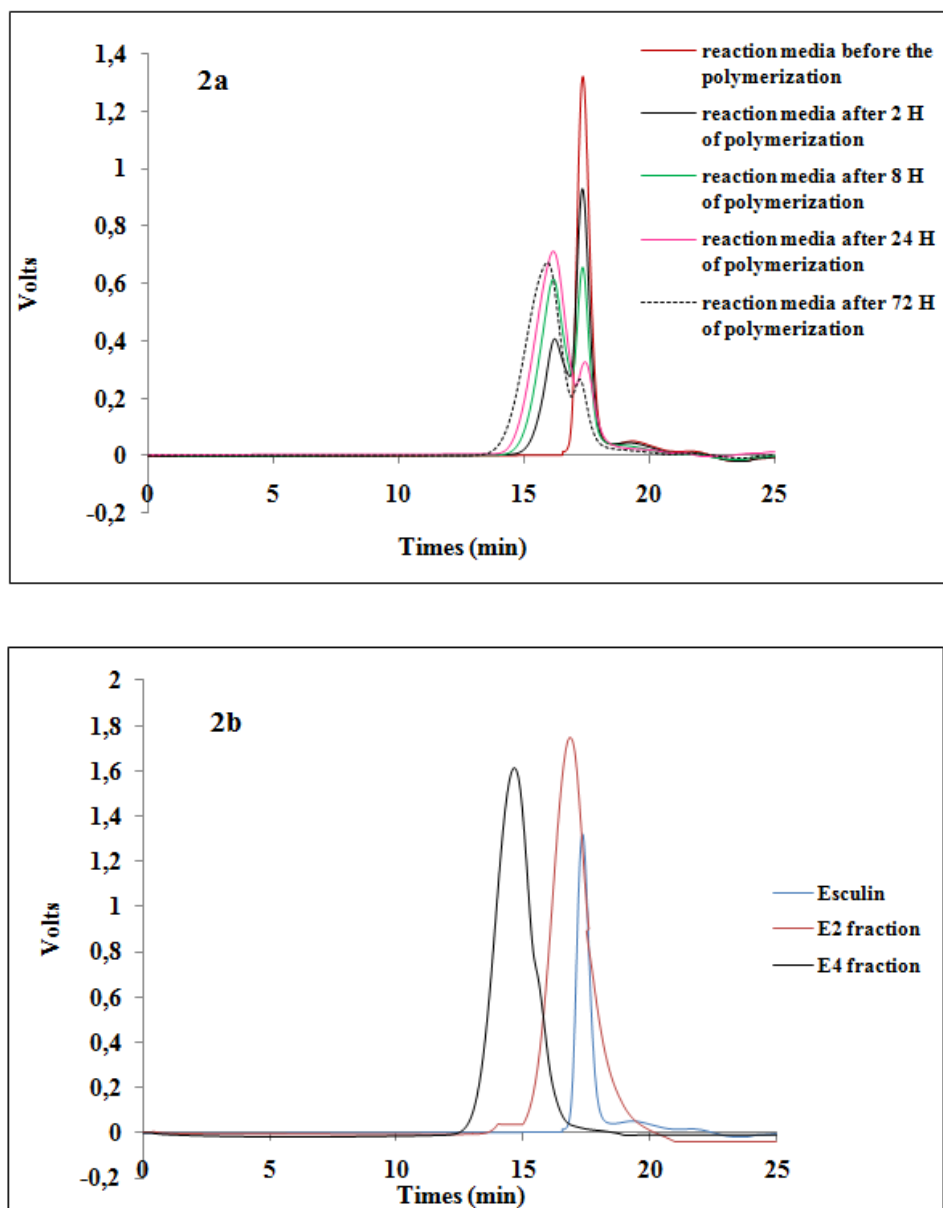 2a
1,4
1,2
1
0,8
0,6
0,4
0,2
0
-0,2
Volts
0 5 10 15 20 25
Times (min)
reaction media before the
polymerization
reaction media after 2 H
of polymerization
reaction media after 8 H
of polymerization
reaction media after 24 H
of polymerization
reaction media after 72 H
of polymerization
2b
2
1,8
1,6
1,4
1,2
1
0,8
0,6
0,4
0,2
0
-0,2
Volts
0 5 10 15 20 25
Times (min)
Esculin
E2 fraction
E4 fraction